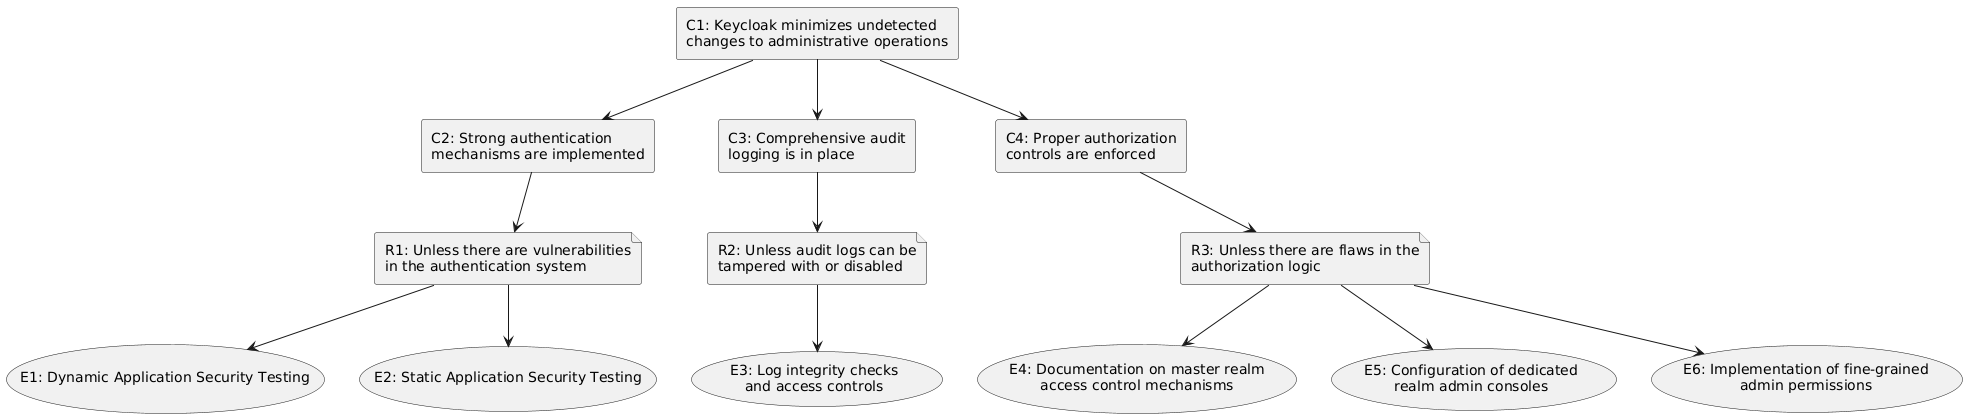 C1: Keycloak minimizes undetected
changes to administrative operations
C2: Strong authentication
mechanisms are implemented
C3: Comprehensive audit
logging is in place
C4: Proper authorization
controls are enforced
R1: Unless there are vulnerabilities
in the authentication system
R2: Unless audit logs can be
tampered with or disabled
R3: Unless there are flaws in the
authorization logic
E1: Dynamic Application Security Testing
E2: Static Application Security Testing
E3: Log integrity checks
and access controls
E4: Documentation on master realm
access control mechanisms
E5: Configuration of dedicated
realm admin consoles
E6: Implementation of fine-grained
admin permissions